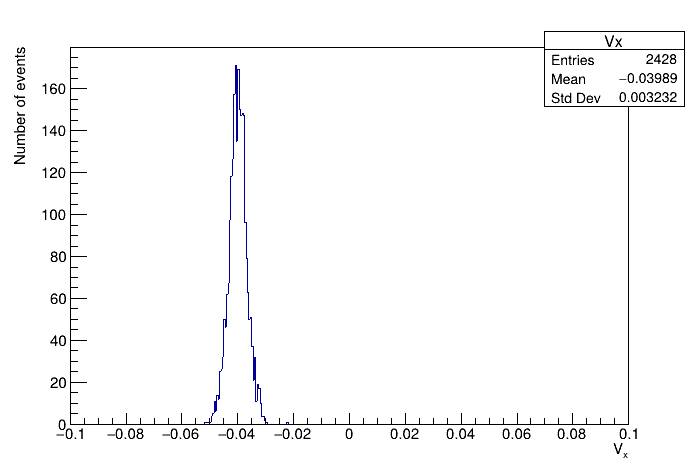 Vx
Entries 2428
Mean −0.03989
Std Dev 0.003232
Number of events
160
140
120
100
80
60
40
20
0
−0.1 −0.08 −0.06 −0.04 −0.02 0 0.02 0.04 0.06 0.08 0.1
Vx